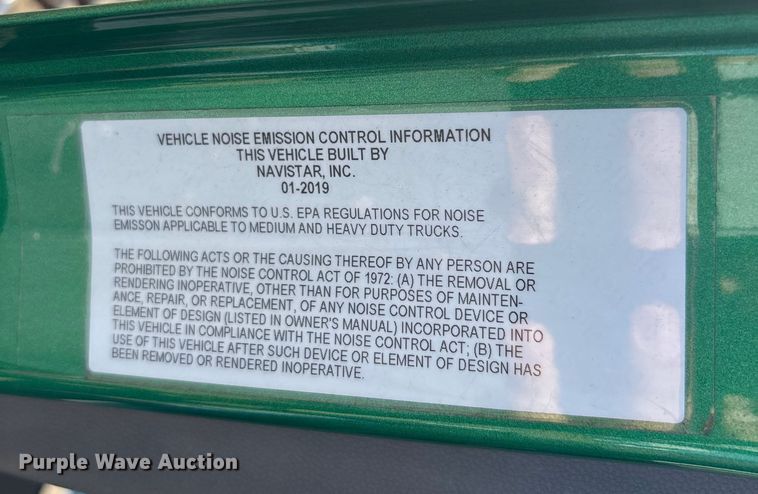 VEHICLE NOISE EMISSION CONTROL INFORMATION
THIS VEHICLE BUILT BY
NAVISTAR, INC.
01-2019
THIS VEHICLE CONFORMS TO U.S. EPA REGULATIONS FOR NOISE
EMISSON APPLICABLE TO MEDIUM AND HEAVY DUTY TRUCKS.
THE FOLLOWING ACTS OR THE CAUSING THEREOF BY ANY PERSON ARE
PROHIBITED BY THE NOISE CONTROL ACT OF 1972: (A) THE REMOVAL OR
RENDERING INOPERATIVE, OTHER THAN FOR PURPOSES OF MAINTEN-
ANCE, REPAIR, OR REPLACEMENT, OF ANY NOISE CONTROL DEVICE OR
ELEMENT OF DESIGN (LISTED IN OWNER'S MANUAL) INCORPORATED INTO
THIS VEHICLE IN COMPLIANCE WITH THE NOISE CONTROL ACT; (B) THE
USE OF THIS VEHICLE AFTER SUCH DEVICE OR ELEMENT OF DESIGN HAS
BEEN REMOVED OR RENDERED INOPERATIVE.
Purple Wave Auction